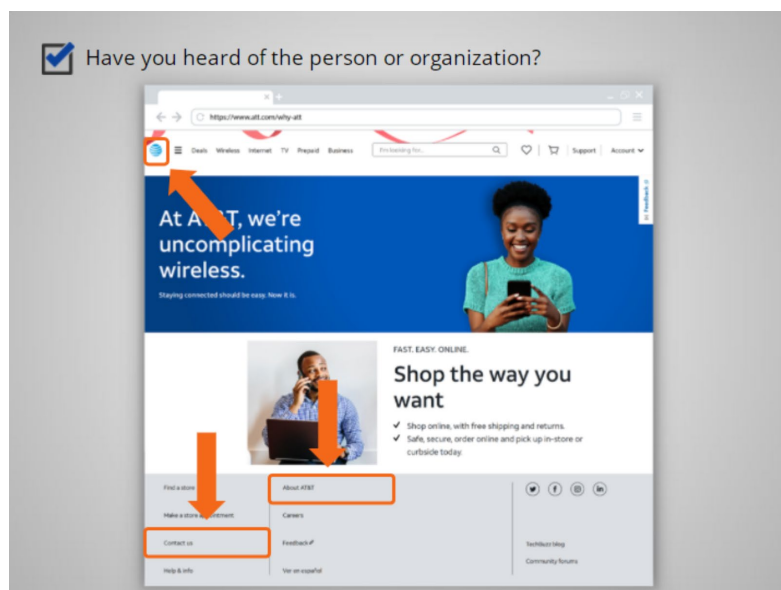 Have you heard of the person or organization?
https://www.att.com/why-att
Deals Wireless Internet TV Prepaid Business I'm looking for... Support Account
Feedback
At AT&T, we're
uncomplicating
wireless.
Staying connected should be easy. Now it is.
FAST. EASY. ONLINE.
Shop the way you
want
✓ Shop online, with free shipping and returns.
✓ Safe, secure, order online and pick up in-store or
curbside today.
Find a store
Make a store appointment
Contact us
Help & info
About AT&T
Careers
Feedback
Ver en español
TechBuzz blog
Community forums